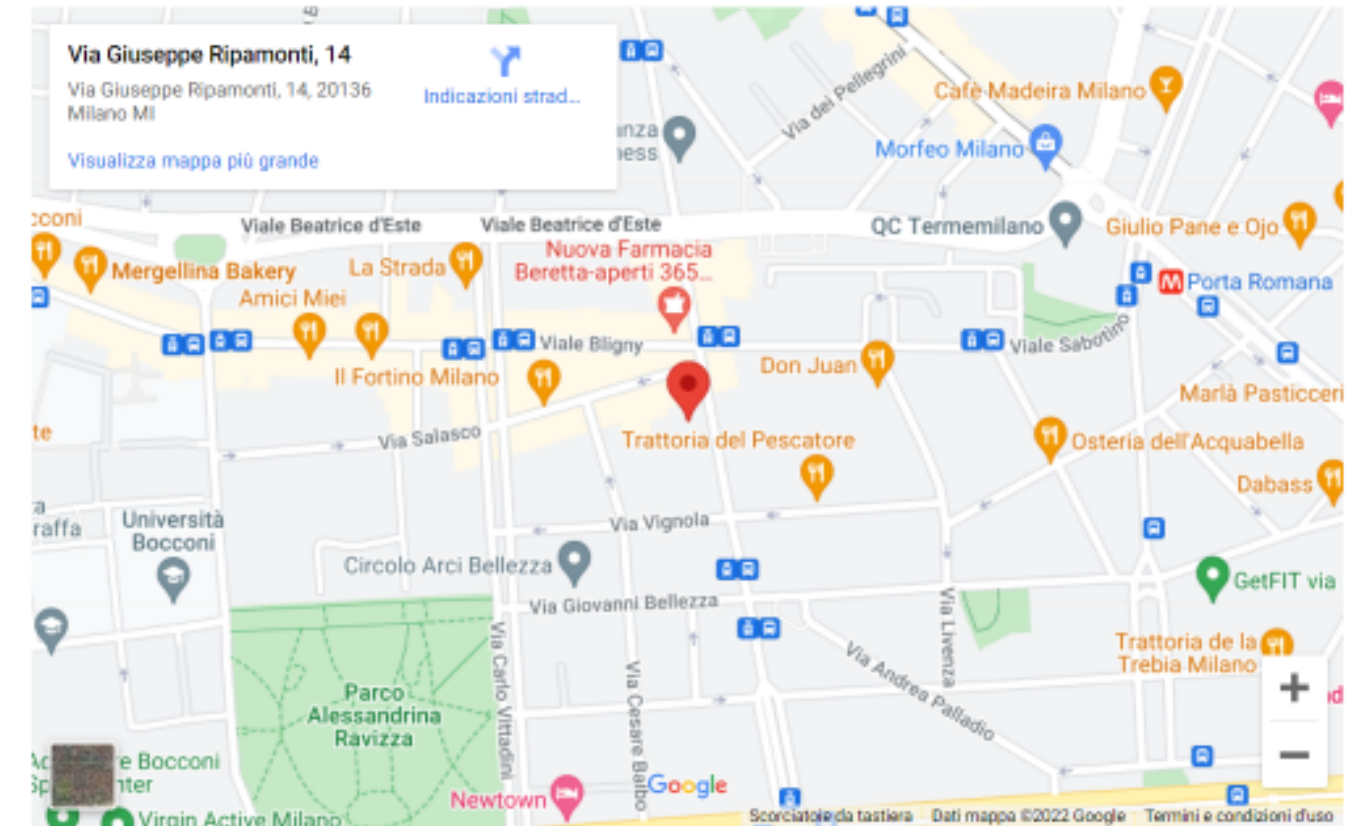 Via Giuseppe Ripamonti, 14
Via Giuseppe Ripamonti, 14, 20136
Milano MI
Indicazioni strad...
Visualizza mappa più grande
anza
ness
Via dei Pellegrini
Cafè Madeira Milano
Morfeo Milano
cconi
Viale Beatrice d'Este
Viale Beatrice d'Este
QC Termemilano
Giulio Pane e Ojo
Nuova Farmacia
Beretta-aperti 365...
Mergellina Bakery
La Strada
Amici Miei
M Porta Romana
Viale Bligny
Viale Sabotino
Don Juan
Il Fortino Milano
Marlà Pasticceri
te
Via Salasco
Trattoria del Pescatore
Osteria dell'Acquabella
Dabass
a
raffa
Università
Bocconi
Via Vignola
Circolo Arci Bellezza
GetFIT via
Via Giovanni Bellezza
Via Livenza
Via Carlo Vittadini
Via Cesare Balbo
Via Andrea Palladio
Trattoria de la
Trebia Milano
Parco
Alessandrina
Ravizza
+
−
e Bocconi
nter
Newtown
Google
Virgin Active Milano
Scorciatoie da tastiera
Dati mappa ©2022 Google
Termini e condizioni d'uso